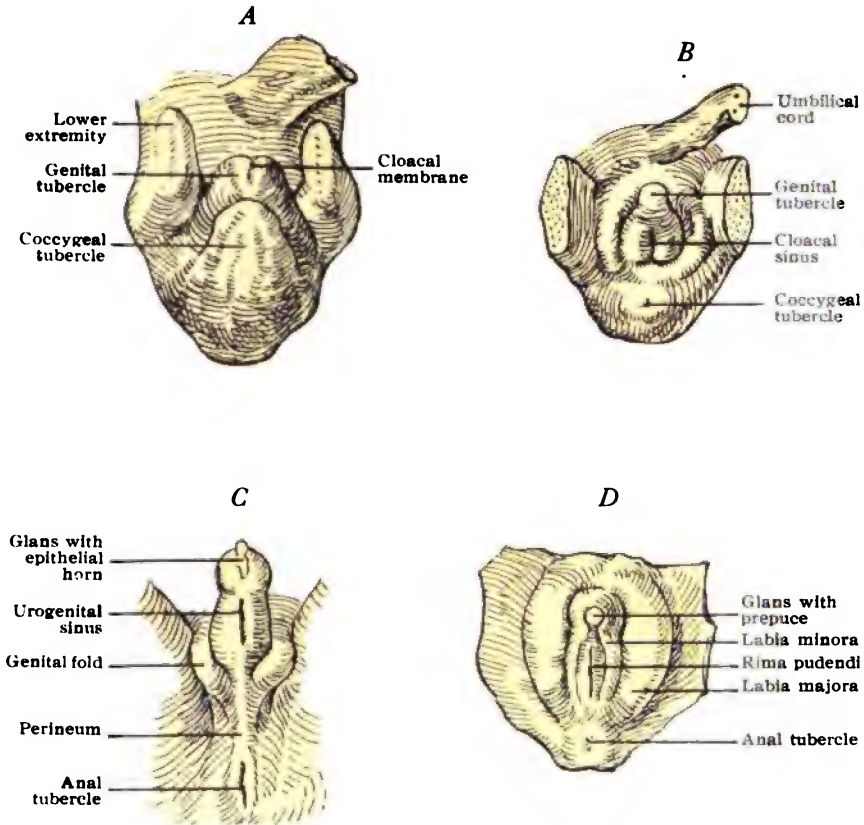 A
Lower
extremity
Genital
tubercle
Coccygeal
tubercle
Cloacal
membrane
B
Umbilical
cord
Genital
tubercle
Cloacal
sinus
Coccygeal
tubercle
C
Glans with
epithelial
horn
Urogenital
sinus
Genital fold
Perineum
Anal
tubercle
D
Glans with
prepuce
Labia minora
Rima pudendi
Labia majora
Anal tubercle